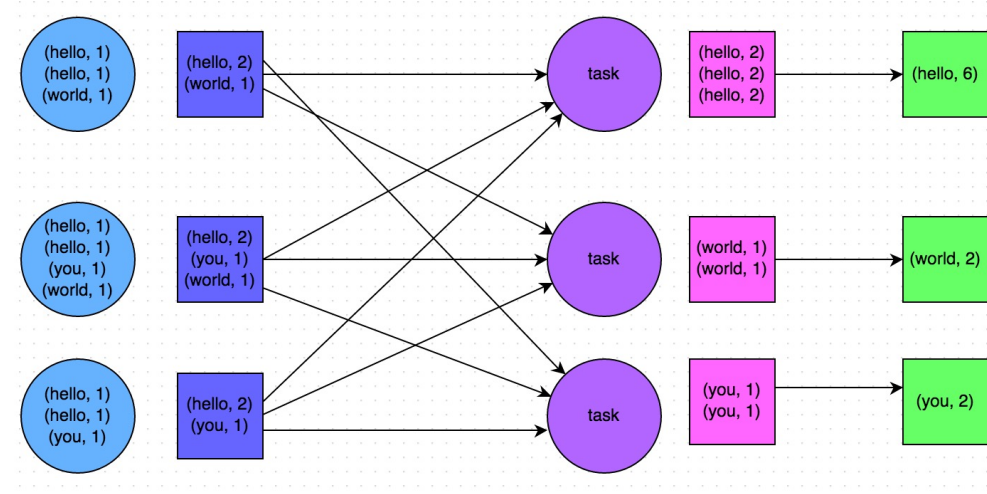 (hello, 1)
(hello, 1)
(world, 1)
(hello, 2)
(world, 1)
task
(hello, 2)
(hello, 2)
(hello, 2)
(hello, 6)
(hello, 1)
(hello, 1)
(you, 1)
(world, 1)
(hello, 2)
(you, 1)
(world, 1)
task
(world, 1)
(world, 1)
(world, 2)
(hello, 1)
(hello, 1)
(you, 1)
(hello, 2)
(you, 1)
task
(you, 1)
(you, 1)
(you, 2)